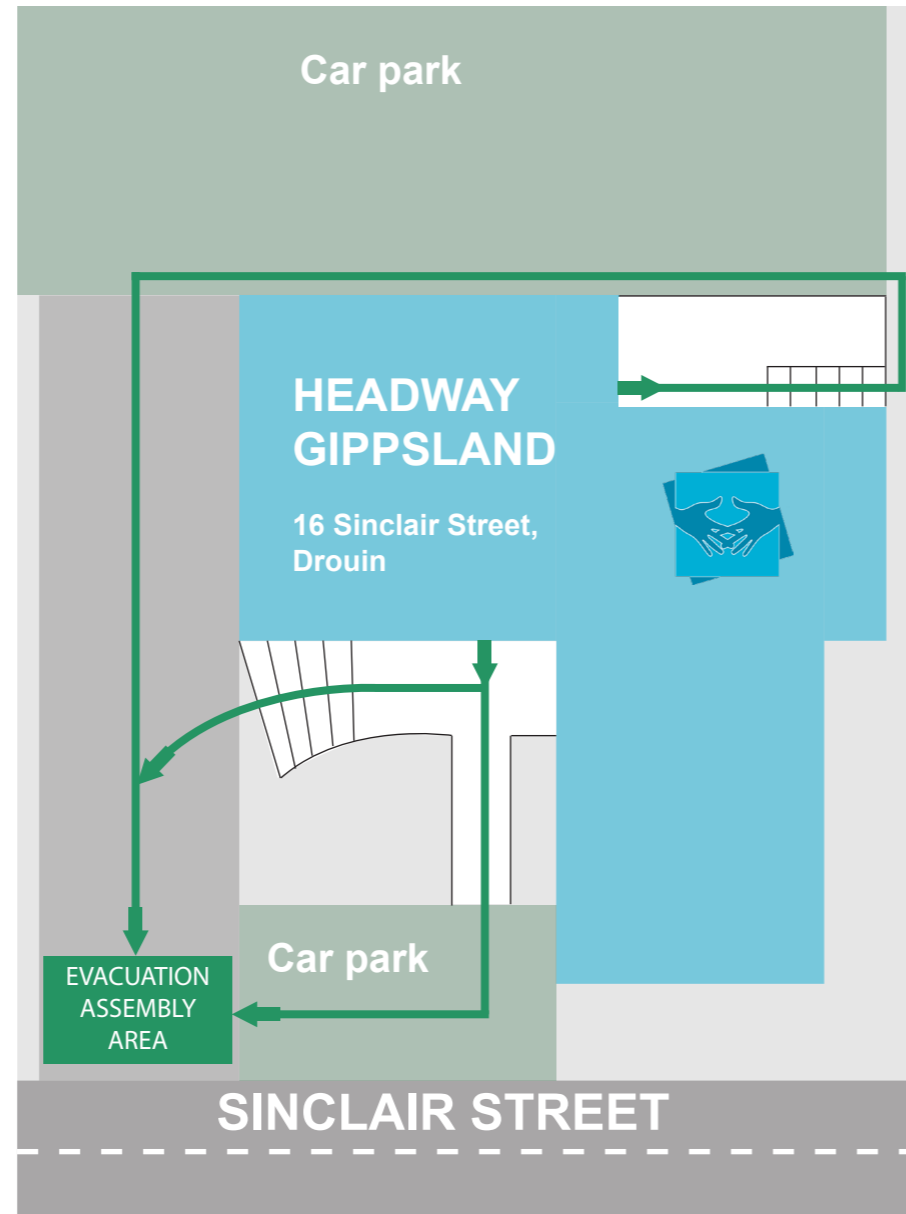 Car park
HEADWAY
GIPPSLAND
16 Sinclair Street,
Drouin
Car park
EVACUATION
ASSEMBLY
AREA
SINCLAIR STREET